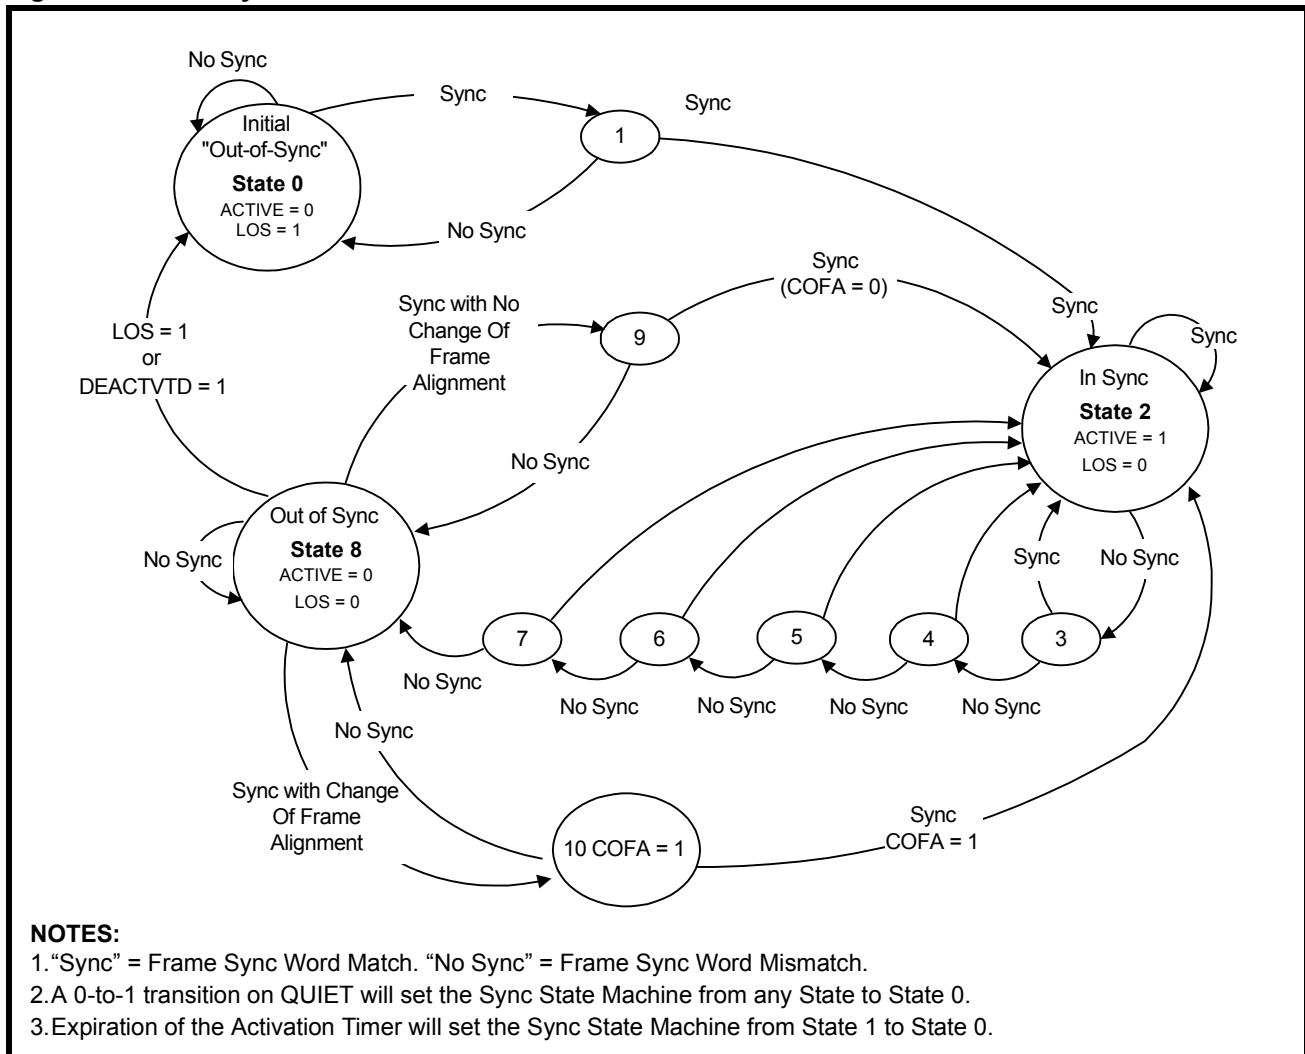 No Sync
Sync
Sync
Initial
"Out-of-Sync"
State 0
ACTIVE = 0
LOS = 1
1
No Sync
Sync
(COFA = 0)
Sync with No
Change Of
Frame
Alignment
9
LOS = 1
or
DEACTVTD = 1
Sync
Sync
In Sync
State 2
ACTIVE = 1
LOS = 0
No Sync
Out of Sync
State 8
ACTIVE = 0
LOS = 0
No Sync
Sync
No Sync
7
6
5
4
3
No Sync
No Sync
No Sync
No Sync
No Sync
No Sync
Sync with Change
Of Frame
Alignment
10 COFA = 1
Sync
COFA = 1
NOTES:
1.“Sync” = Frame Sync Word Match. “No Sync” = Frame Sync Word Mismatch.
2.A 0-to-1 transition on QUIET will set the Sync State Machine from any State to State 0.
3.Expiration of the Activation Timer will set the Sync State Machine from State 1 to State 0.